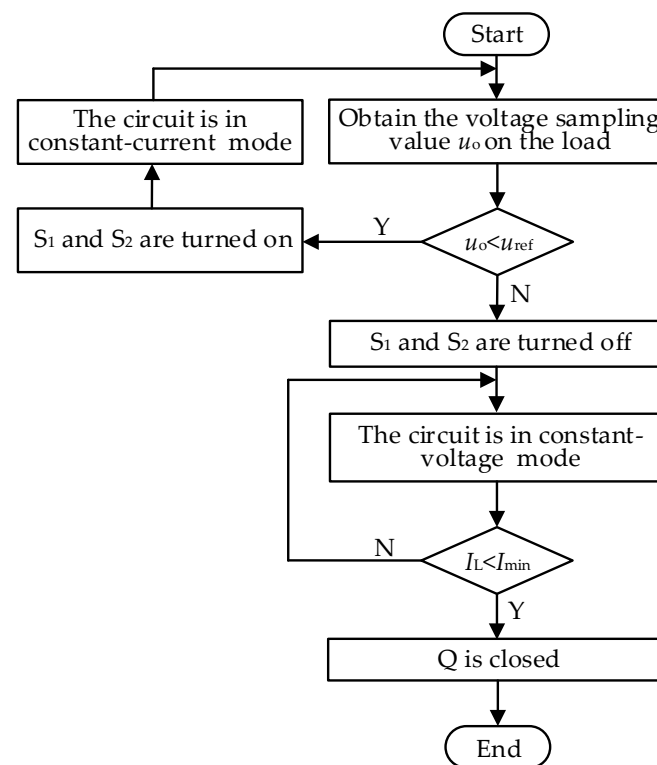 Start
The circuit is in
constant-current mode
Obtain the voltage sampling
value uo on the load
S1 and S2 are turned on
Y
uo<uref
N
S1 and S2 are turned off
The circuit is in constant-
voltage mode
N
IL<Imin
Y
Q is closed
End